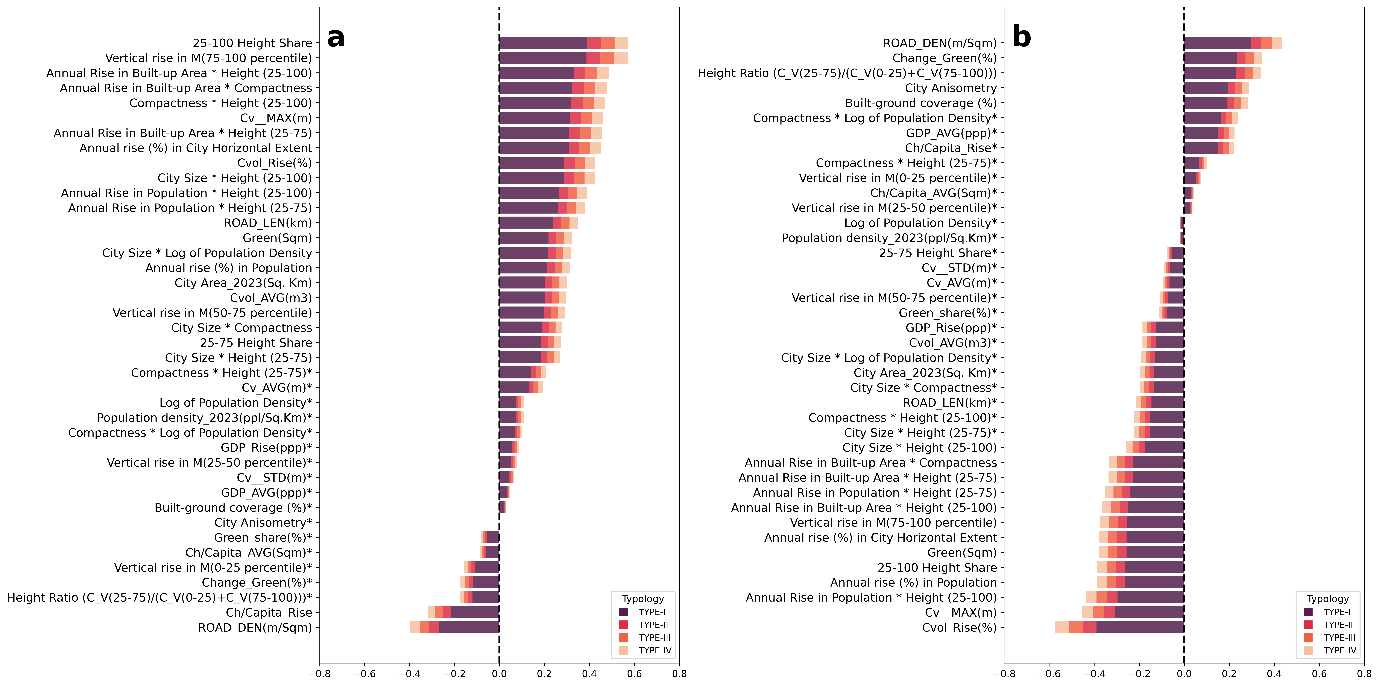 a
25-100 Height Share
Vertical rise in M(75-100 percentile)
Annual Rise in Built-up Area * Height (25-100)
Annual Rise in Built-up Area * Compactness
Compactness * Height (25-100)
Cv__MAX(m)
Annual Rise in Built-up Area * Height (25-75)
Annual rise (%) in City Horizontal Extent
Cvol_Rise(%)
City Size * Height (25-100)
Annual Rise in Population * Height (25-100)
Annual Rise in Population * Height (25-75)
ROAD_LEN(km)
Green(Sqm)
City Size * Log of Population Density
Annual rise (%) in Population
City Area_2023(Sq. Km)
Cvol_AVG(m3)
Vertical rise in M(50-75 percentile)
City Size * Compactness
25-75 Height Share
City Size * Height (25-75)
Compactness * Height (25-75)*
Cv_AVG(m)*
Log of Population Density*
Population density_2023(ppl/Sq.Km)*
Compactness * Log of Population Density*
GDP_Rise(ppp)*
Vertical rise in M(25-50 percentile)*
Cv__STD(m)*
GDP_AVG(ppp)*
Built-ground coverage (%)*
City Anisometry*
Green_share(%)*
Ch/Capita_AVG(Sqm)*
Vertical rise in M(0-25 percentile)*
Change_Green(%)*
Height Ratio (C_V(25-75)/(C_V(0-25)+C_V(75-100)))*
Ch/Capita_Rise
ROAD_DEN(m/Sqm)
−0.8 −0.6 −0.4 −0.2 0.0 0.2 0.4 0.6 0.8
Typology
TYPE-I
TYPE-II
TYPE-III
TYPE-IV
b
ROAD_DEN(m/Sqm)
Change_Green(%)
Height Ratio (C_V(25-75)/(C_V(0-25)+C_V(75-100)))
City Anisometry
Built-ground coverage (%)
Compactness * Log of Population Density*
GDP_AVG(ppp)*
Ch/Capita_Rise*
Compactness * Height (25-75)*
Vertical rise in M(0-25 percentile)*
Ch/Capita_AVG(Sqm)*
Vertical rise in M(25-50 percentile)*
Log of Population Density*
Population density_2023(ppl/Sq.Km)*
25-75 Height Share*
Cv__STD(m)*
Cv_AVG(m)*
Vertical rise in M(50-75 percentile)*
Green_share(%)*
GDP_Rise(ppp)*
Cvol_AVG(m3)*
City Size * Log of Population Density*
City Area_2023(Sq. Km)*
City Size * Compactness*
ROAD_LEN(km)*
Compactness * Height (25-100)*
City Size * Height (25-75)*
City Size * Height (25-100)
Annual Rise in Built-up Area * Compactness
Annual Rise in Built-up Area * Height (25-75)
Annual Rise in Population * Height (25-75)
Annual Rise in Built-up Area * Height (25-100)
Vertical rise in M(75-100 percentile)
Annual rise (%) in City Horizontal Extent
Green(Sqm)
25-100 Height Share
Annual rise (%) in Population
Annual Rise in Population * Height (25-100)
Cv__MAX(m)
Cvol_Rise(%)
−0.8 −0.6 −0.4 −0.2 0.0 0.2 0.4 0.6 0.8
Typology
TYPE-I
TYPE-II
TYPE-III
TYPE-IV